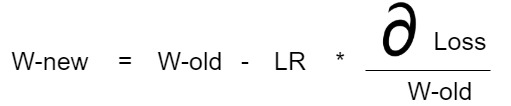 W-new = W-old - LR * ∂ Loss
W-old